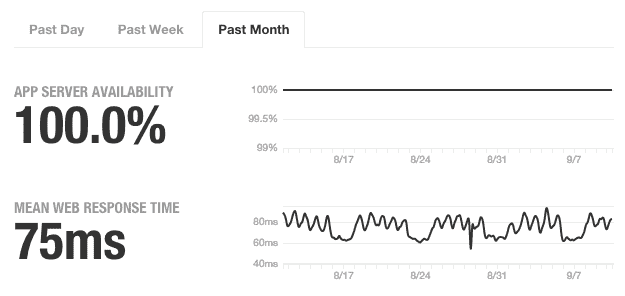 Past Day Past Week Past Month
APP SERVER AVAILABILITY
100.0%
100%
99.5%
99%
8/17 8/24 8/31 9/7
MEAN WEB RESPONSE TIME
75ms
80ms
60ms
40ms
8/17 8/24 8/31 9/7